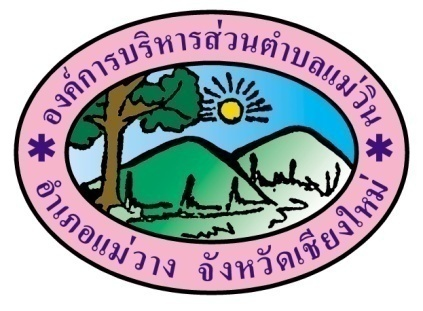 องค์การบริหารส่วนตำบลแม่วิน
อำเภอแม่วาง จังหวัดเชียงใหม่